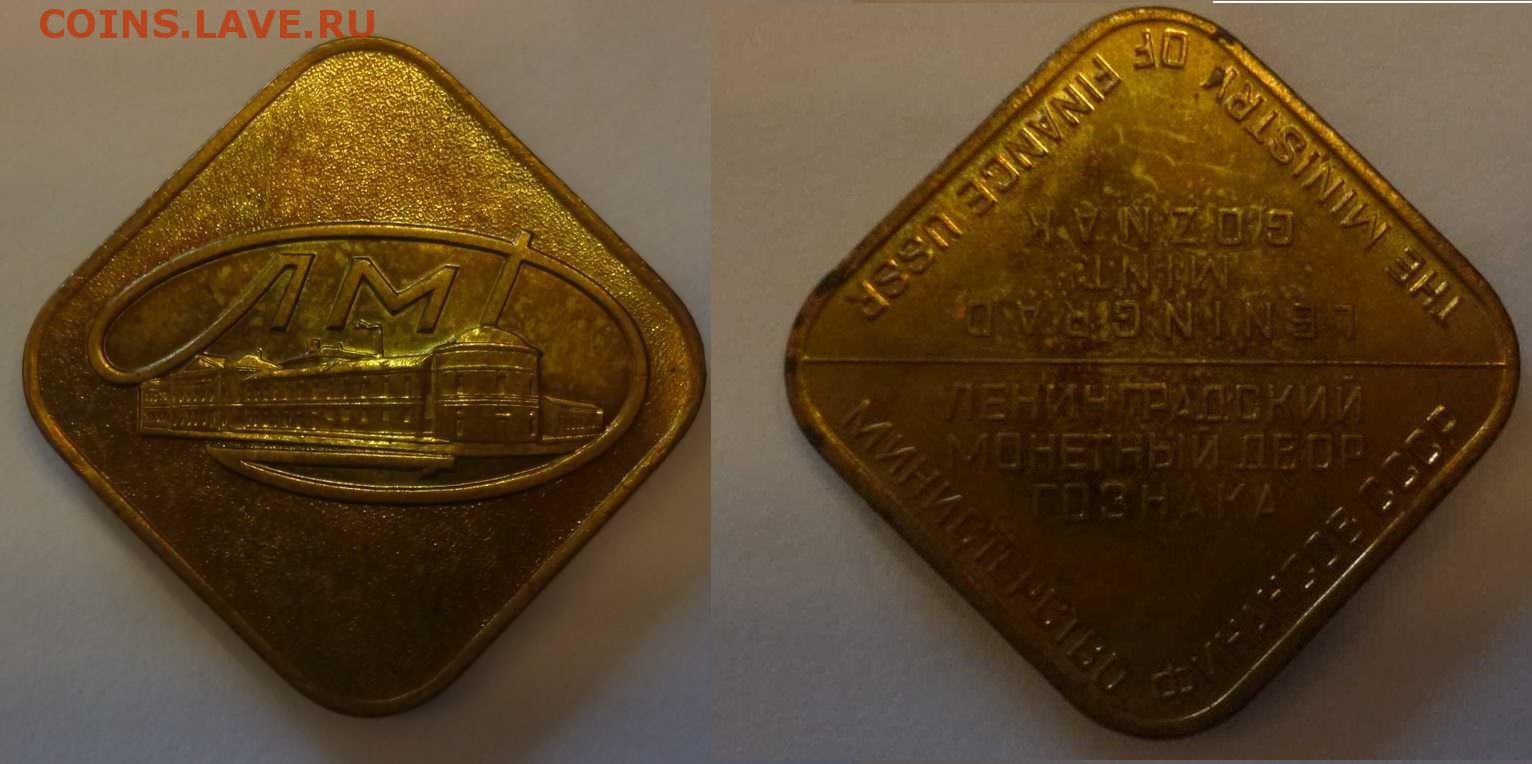 COINS.LAVE.RU
ЛМД
THE MINISTRY OF FINANCE USSR
GOZNAK
MINT
LENINGRAD
ЛЕНИНГРАДСКИЙ
МОНЕТНЫЙ ДВОР
ГОЗНАКА
МИНИСТЕРСТВО ФИНАНСОВ СССР